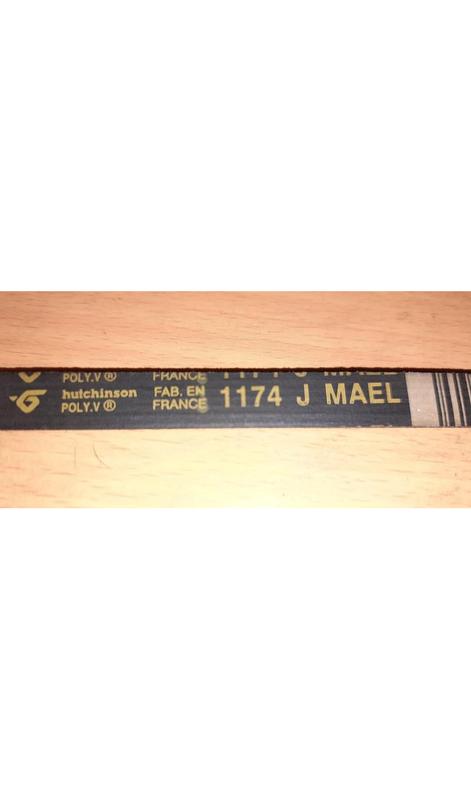 POLY.V ® FRANCE
hutchinson FAB. EN 1174 J MAEL
POLY.V ® FRANCE